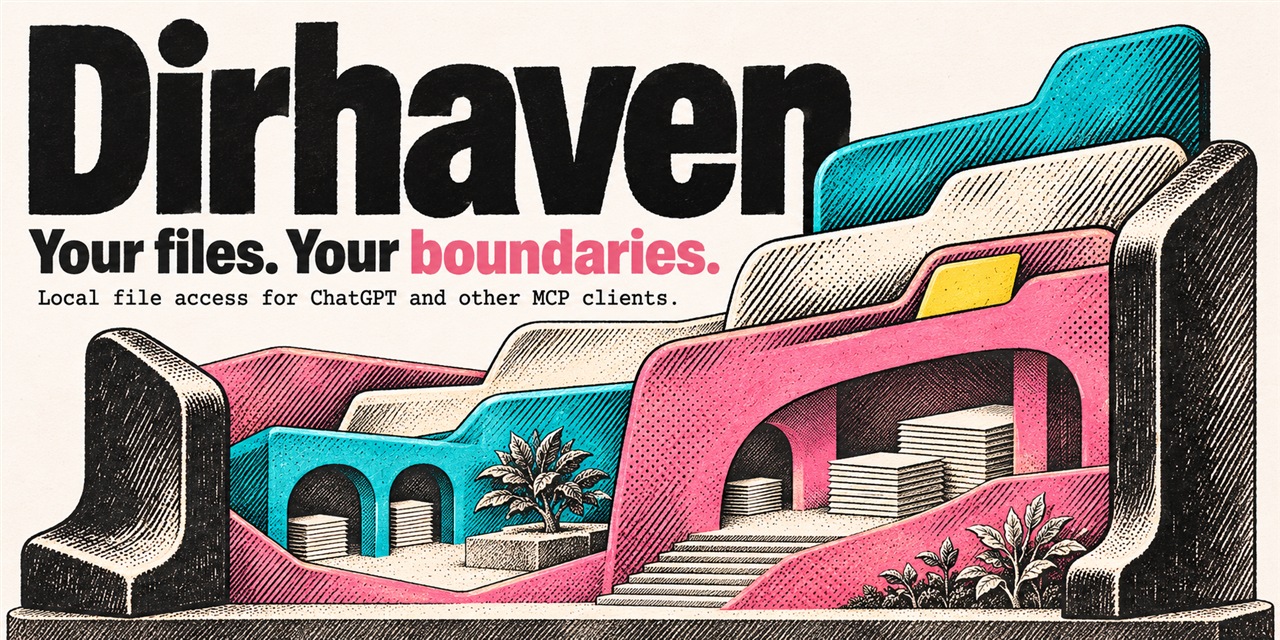 Dirhaven
Your files. Your boundaries.
Local file access for ChatGPT and other MCP clients.